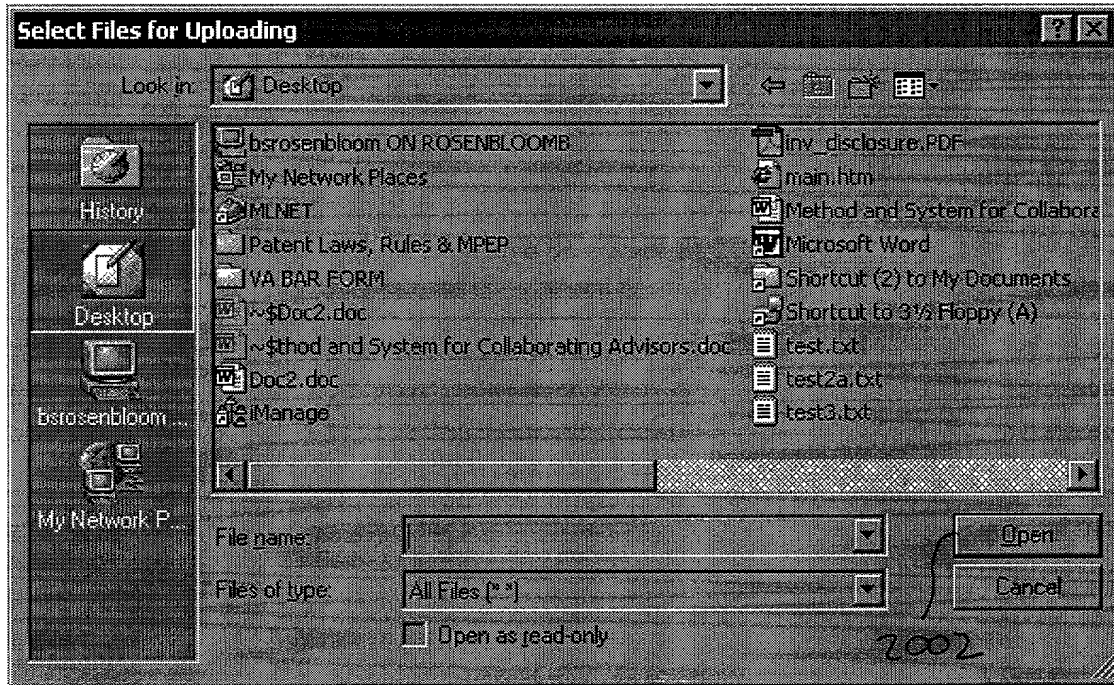 Select Files for Uploading
Look in: Desktop
History
Desktop
bsrosenbloom ...
My Network P...
bsrosenbloom ON ROSENBLOOMB
My Network Places
MLNET
Patent Laws, Rules & MPEP
VA BAR FORM
~$Doc2.doc
~$thod and System for Collaborating Advisors.doc
Doc2.doc
iManage
inv_disclosure.PDF
main.htm
Method and System for Collabora
Microsoft Word
Shortcut (2) to My Documents
Shortcut to 3½ Floppy (A)
test.txt
test2a.txt
test3.txt
File name:
Open
Files of type: All Files (*.*)
Cancel
Open as read-only
2002